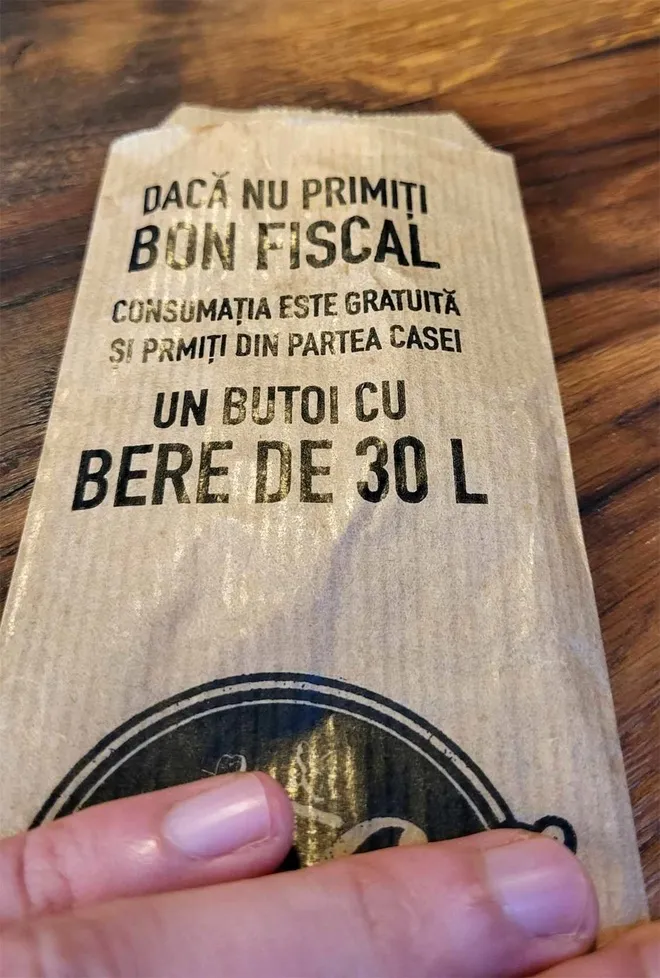 DACĂ NU PRIMIȚI
BON FISCAL
CONSUMAȚIA ESTE GRATUITĂ
ȘI PRMIȚI DIN PARTEA CASEI
UN BUTOI CU
BERE DE 30 L